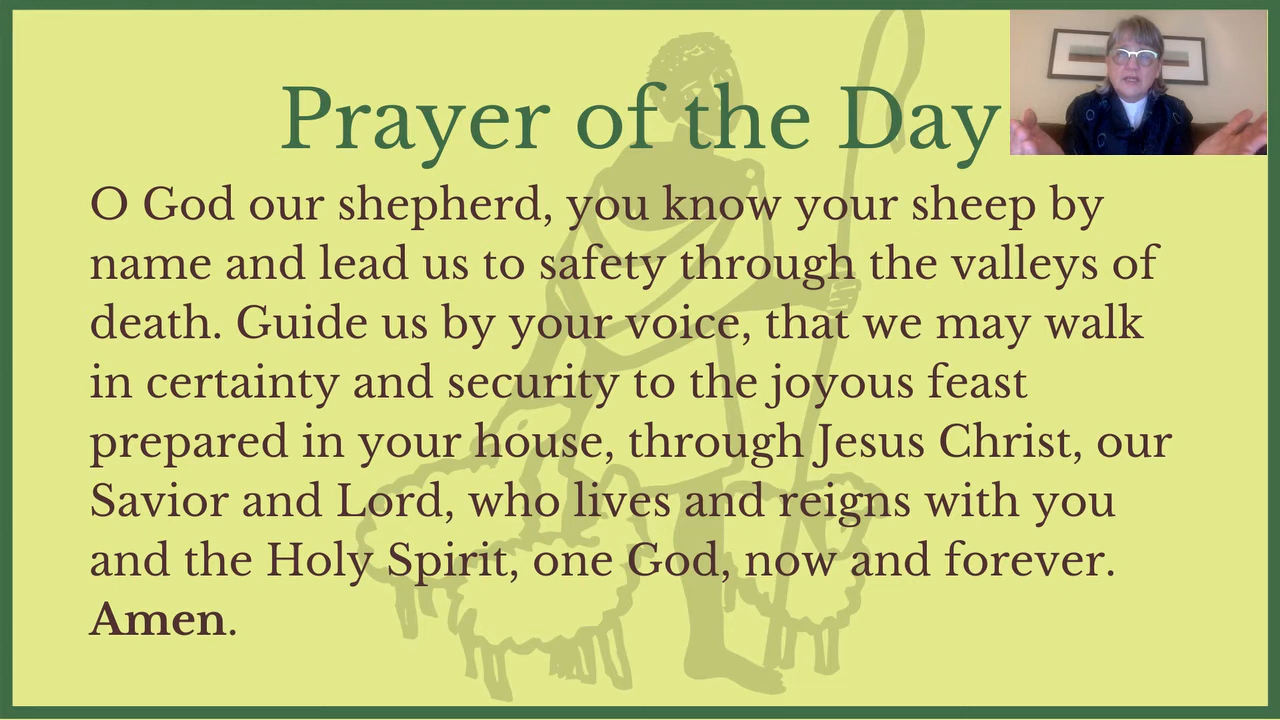 Prayer of the Day
O God our shepherd, you know your sheep by
name and lead us to safety through the valleys of
death. Guide us by your voice, that we may walk
in certainty and security to the joyous feast
prepared in your house, through Jesus Christ, our
Savior and Lord, who lives and reigns with you
and the Holy Spirit, one God, now and forever.
Amen.